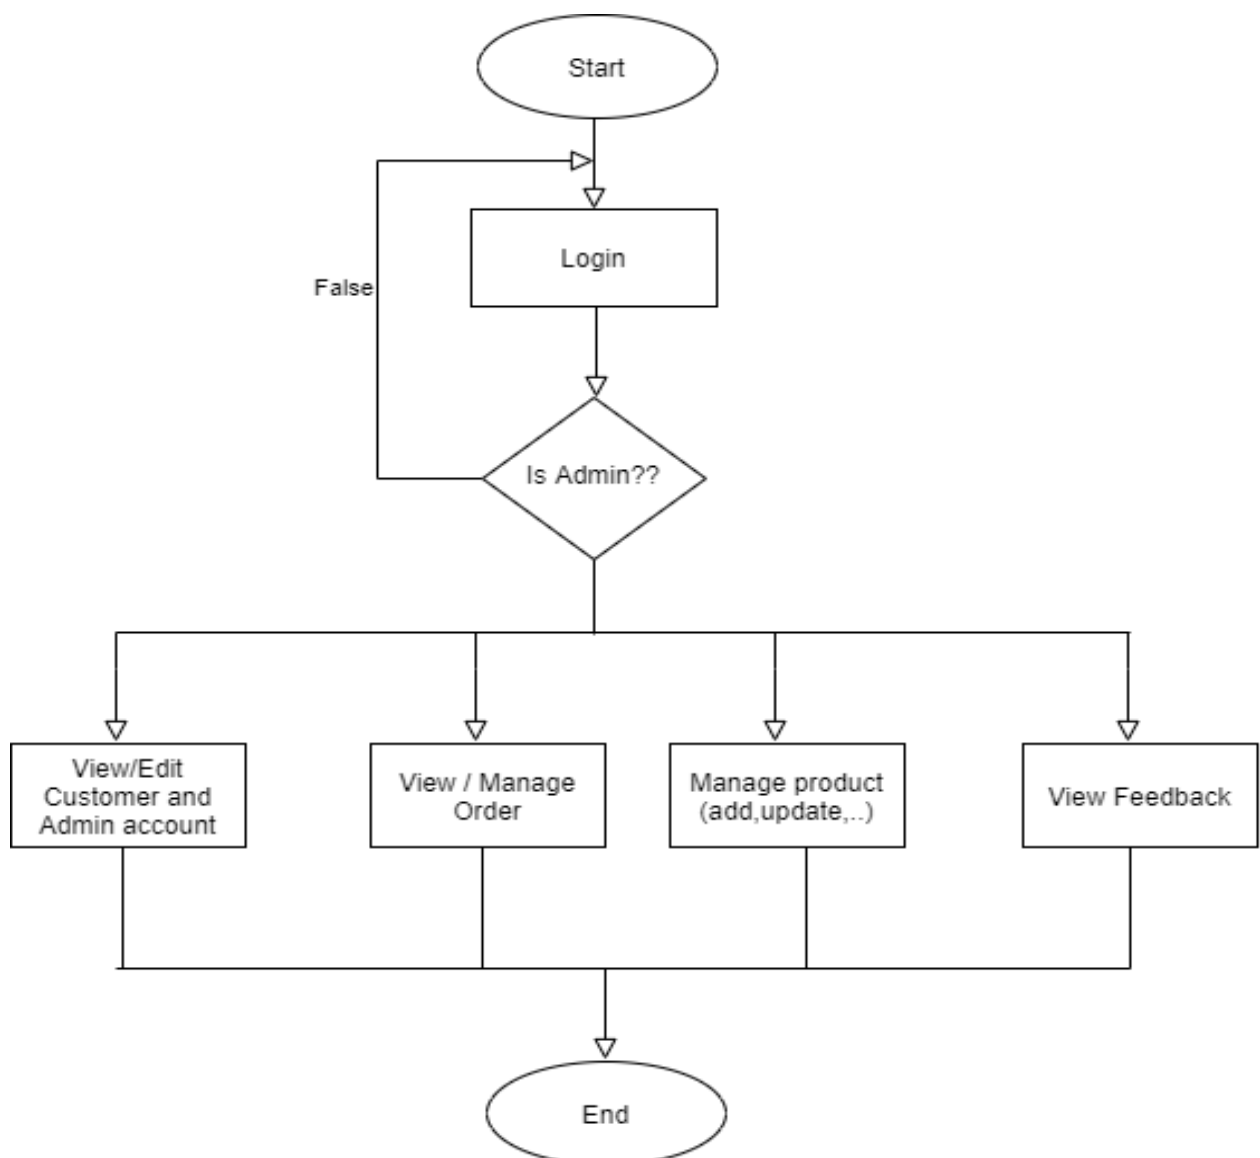 Start
False
Login
Is Admin??
View/Edit
Customer and
Admin account
View / Manage
Order
Manage product
(add,update,..)
View Feedback
End